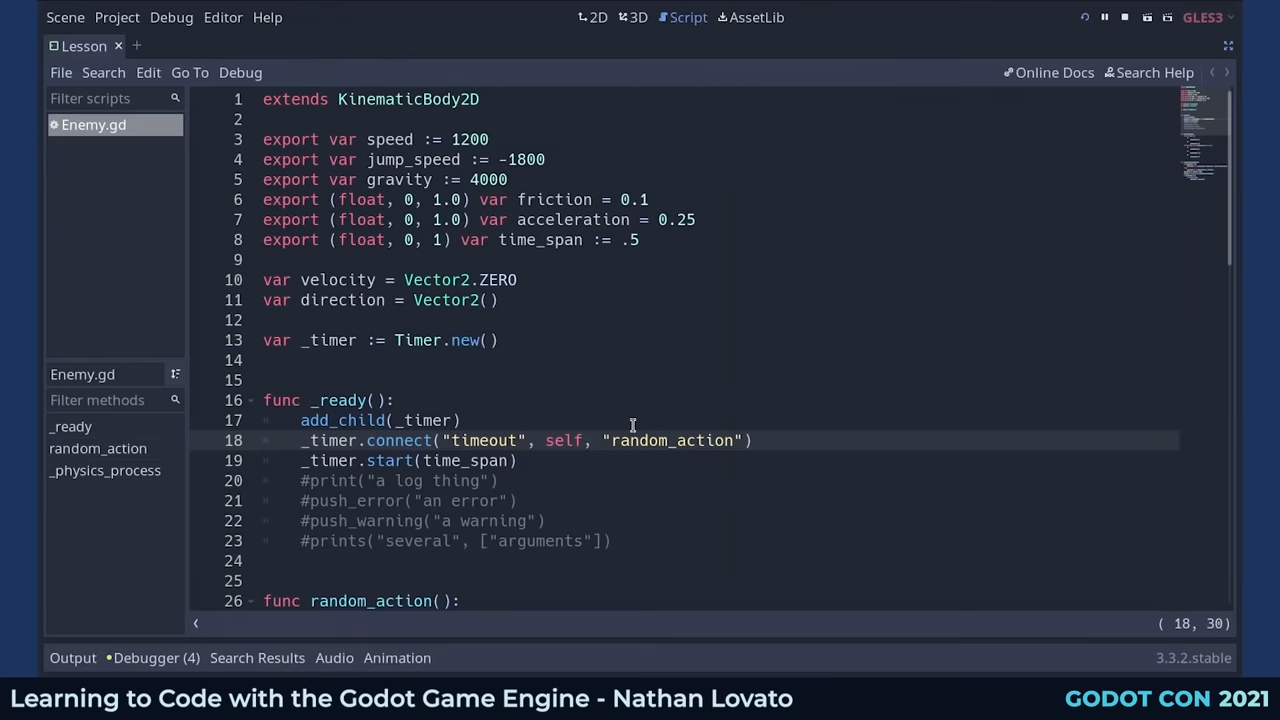 Scene Project Debug Editor Help 2D 3D Script AssetLib GLES3
Lesson × +
File Search Edit Go To Debug Online Docs Search Help
Filter scripts
Enemy.gd
Enemy.gd
Filter methods
_ready
random_action
_physics_process
1 extends KinematicBody2D
2
3 export var speed := 1200
4 export var jump_speed := -1800
5 export var gravity := 4000
6 export (float, 0, 1.0) var friction = 0.1
7 export (float, 0, 1.0) var acceleration = 0.25
8 export (float, 0, 1) var time_span := .5
9
10 var velocity = Vector2.ZERO
11 var direction = Vector2()
12
13 var _timer := Timer.new()
14
15
16 func _ready():
17 add_child(_timer)
18 _timer.connect("timeout", self, "random_action")
19 _timer.start(time_span)
20 #print("a log thing")
21 #push_error("an error")
22 #push_warning("a warning")
23 #prints("several", ["arguments"])
24
25
26 func random_action():
( 18, 30)
Output Debugger (4) Search Results Audio Animation 3.3.2.stable
Learning to Code with the Godot Game Engine - Nathan Lovato GODOT CON 2021